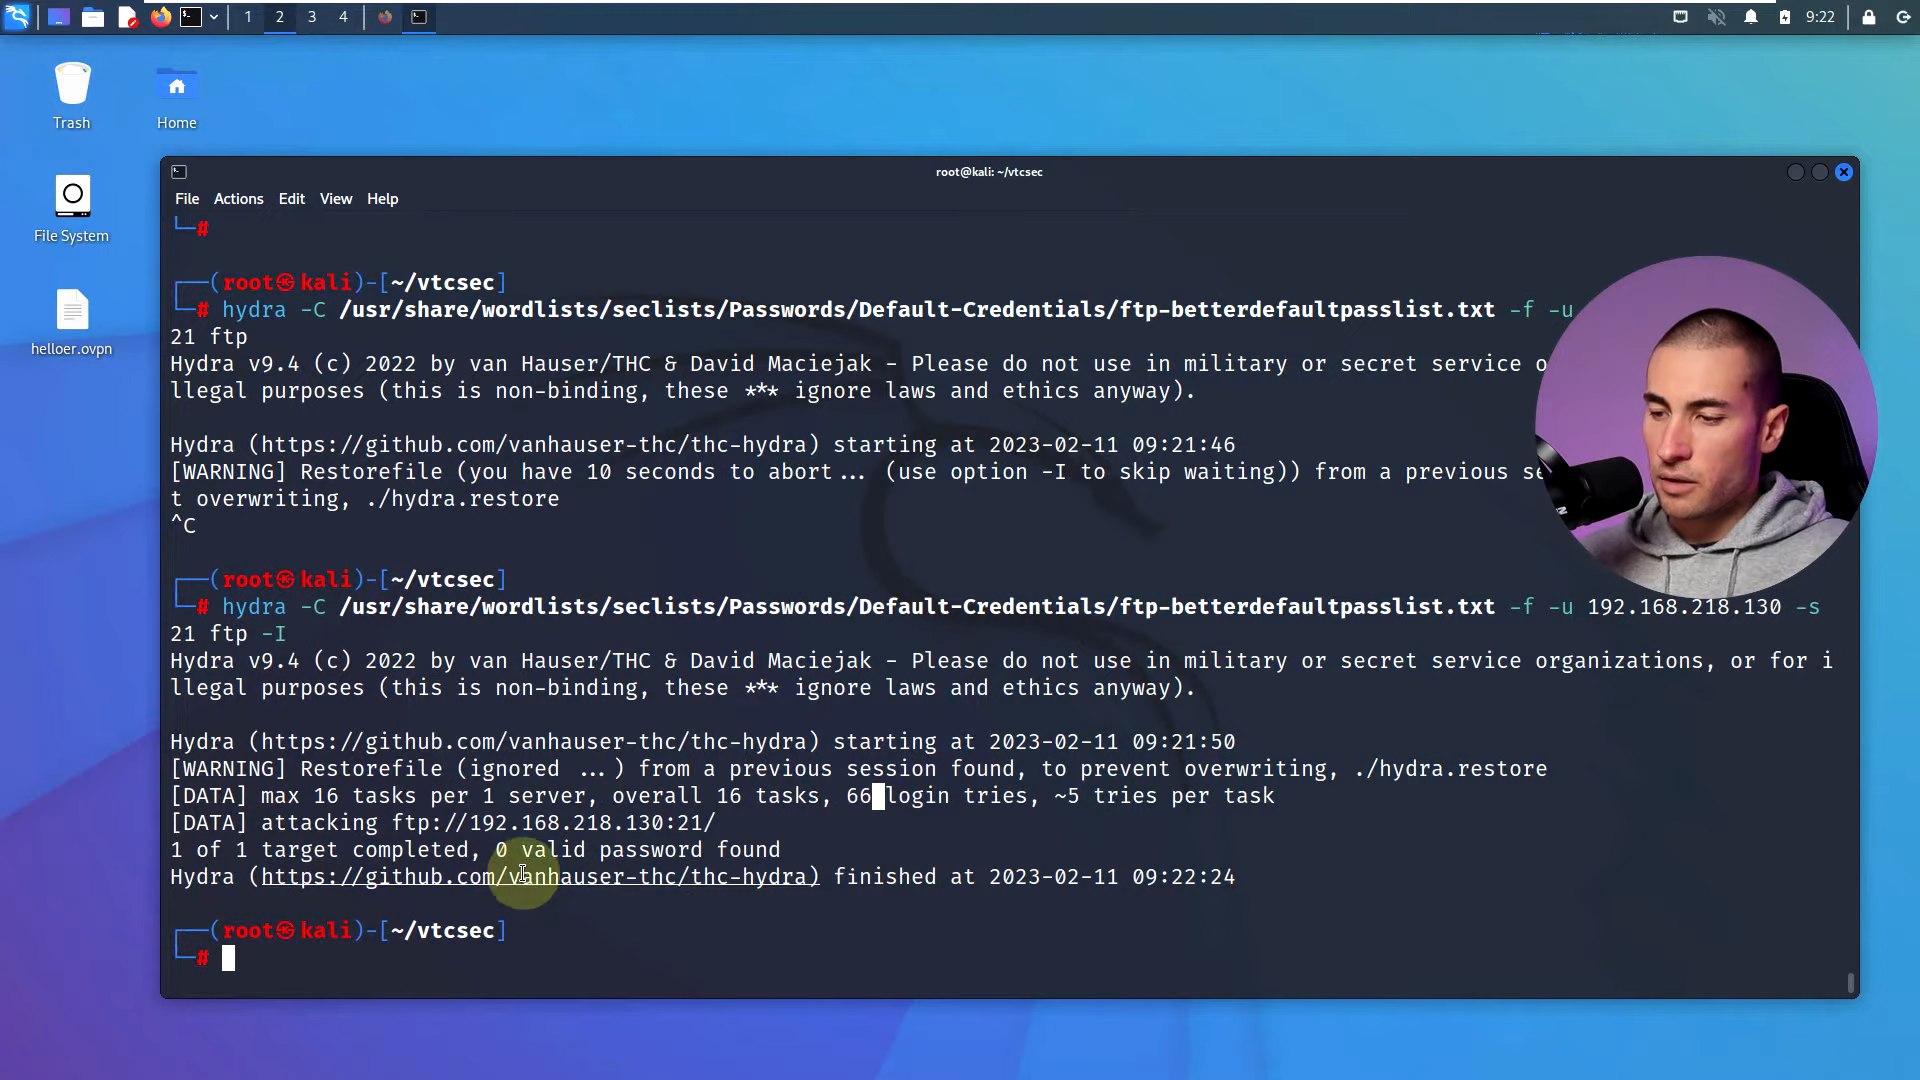 1 2 3 4 9:22
Trash
Home
File System
helloer.ovpn
root@kali: ~/vtcsec
File Actions Edit View Help
└─#
┌──(root㉿kali)-[~/vtcsec]
└─# hydra -C /usr/share/wordlists/seclists/Passwords/Default-Credentials/ftp-betterdefaultpasslist.txt -f -u
21 ftp
Hydra v9.4 (c) 2022 by van Hauser/THC & David Maciejak - Please do not use in military or secret service o
llegal purposes (this is non-binding, these *** ignore laws and ethics anyway).
Hydra (https://github.com/vanhauser-thc/thc-hydra) starting at 2023-02-11 09:21:46
[WARNING] Restorefile (you have 10 seconds to abort... (use option -I to skip waiting)) from a previous se
t overwriting, ./hydra.restore
^C
┌──(root㉿kali)-[~/vtcsec]
└─# hydra -C /usr/share/wordlists/seclists/Passwords/Default-Credentials/ftp-betterdefaultpasslist.txt -f -u 192.168.218.130 -s
21 ftp -I
Hydra v9.4 (c) 2022 by van Hauser/THC & David Maciejak - Please do not use in military or secret service organizations, or for i
llegal purposes (this is non-binding, these *** ignore laws and ethics anyway).
Hydra (https://github.com/vanhauser-thc/thc-hydra) starting at 2023-02-11 09:21:50
[WARNING] Restorefile (ignored ...) from a previous session found, to prevent overwriting, ./hydra.restore
[DATA] max 16 tasks per 1 server, overall 16 tasks, 66 login tries, ~5 tries per task
[DATA] attacking ftp://192.168.218.130:21/
1 of 1 target completed, 0 valid password found
Hydra (https://github.com/vanhauser-thc/thc-hydra) finished at 2023-02-11 09:22:24
┌──(root㉿kali)-[~/vtcsec]
└─#